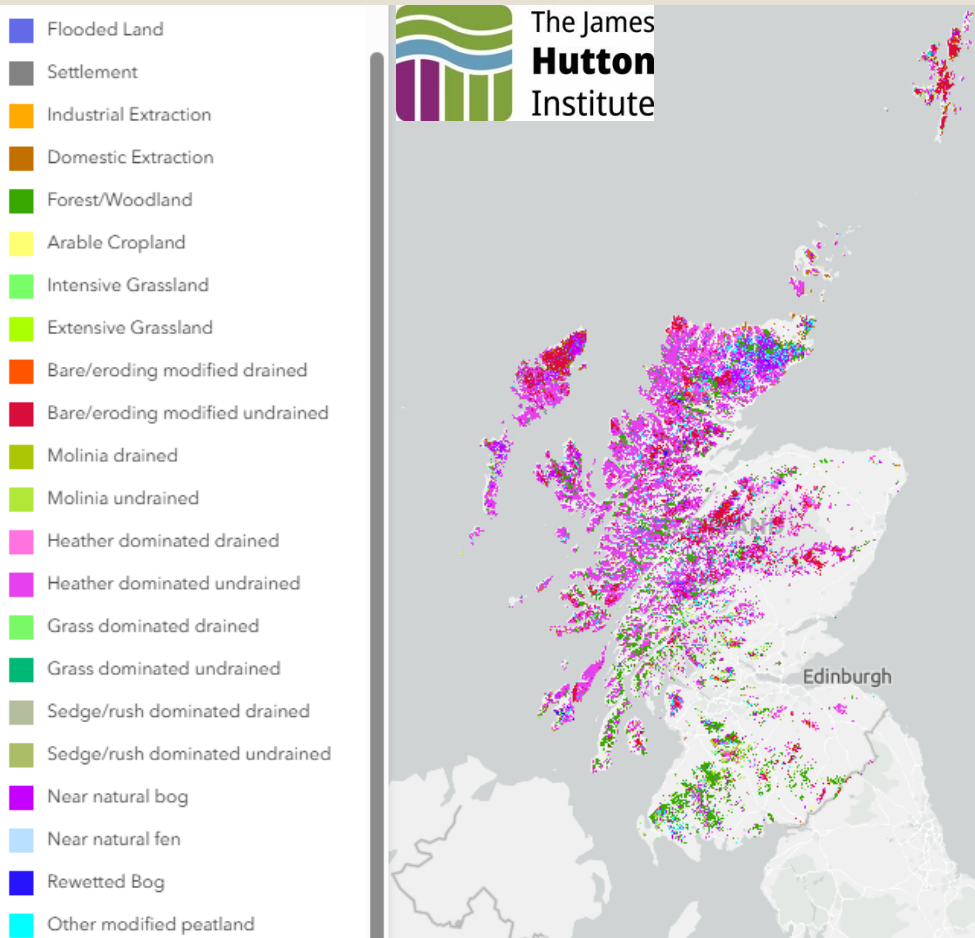 Flooded Land
Settlement
Industrial Extraction
Domestic Extraction
Forest/Woodland
Arable Cropland
Intensive Grassland
Extensive Grassland
Bare/eroding modified drained
Bare/eroding modified undrained
Molinia drained
Molinia undrained
Heather dominated drained
Heather dominated undrained
Grass dominated drained
Grass dominated undrained
Sedge/rush dominated drained
Sedge/rush dominated undrained
Near natural bog
Near natural fen
Rewetted Bog
Other modified peatland
The James
Hutton
Institute
Edinburgh